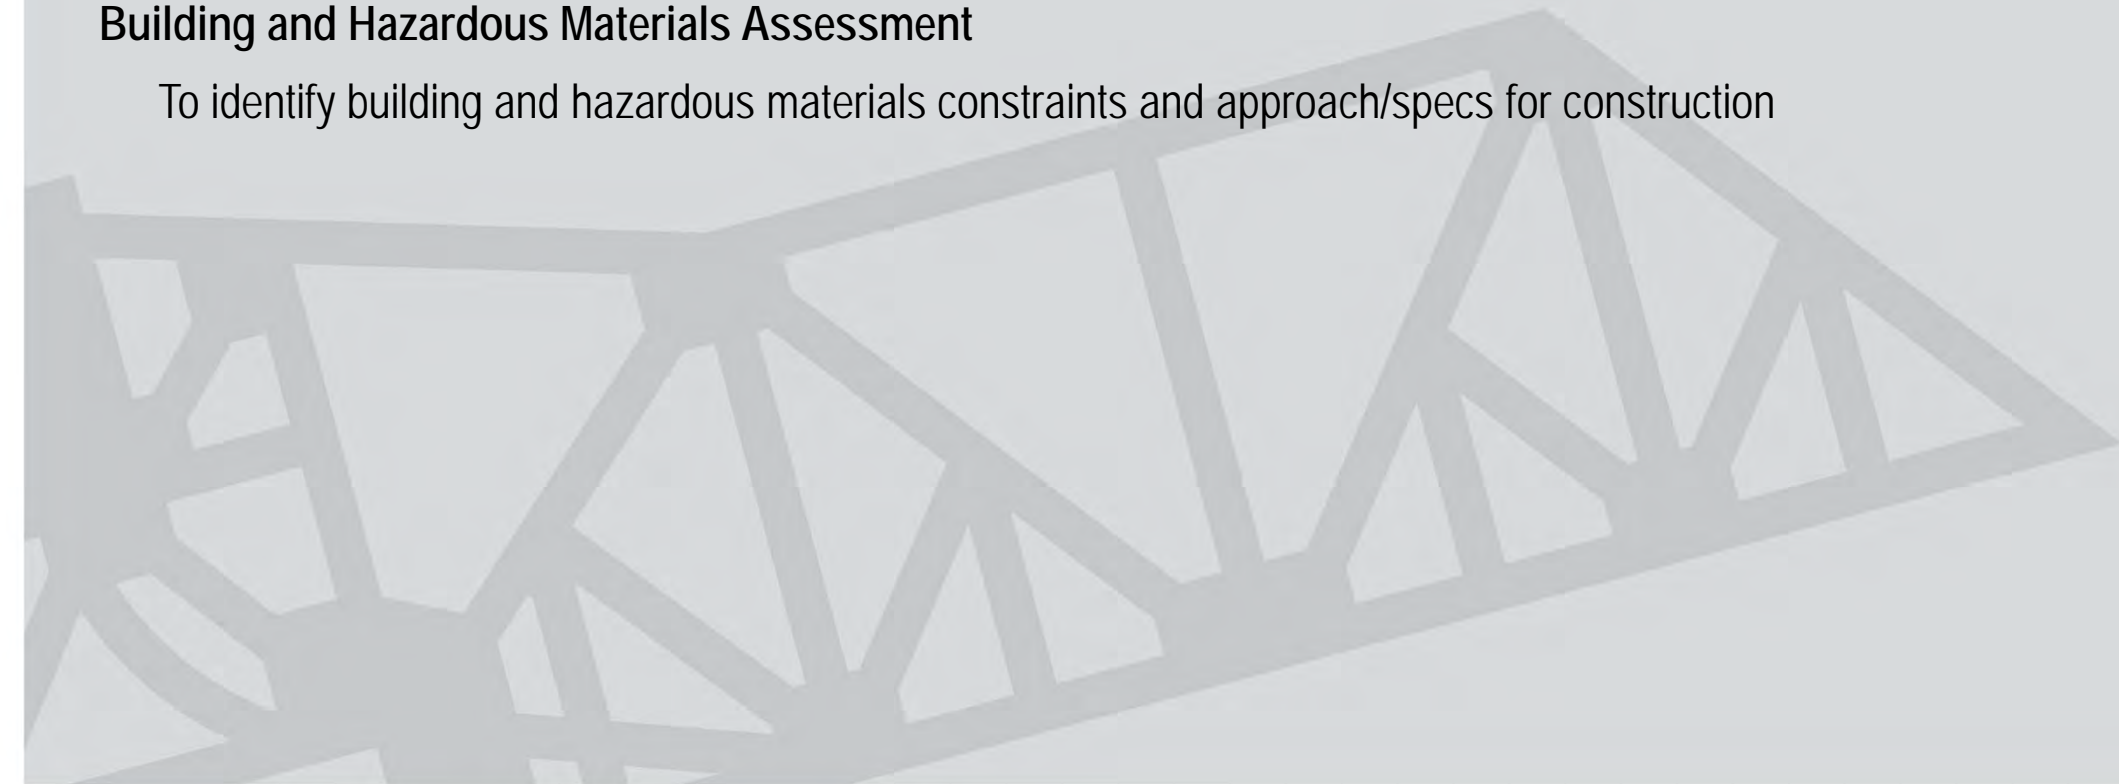 Building and Hazardous Materials Assessment
To identify building and hazardous materials constraints and approach/specs for construction